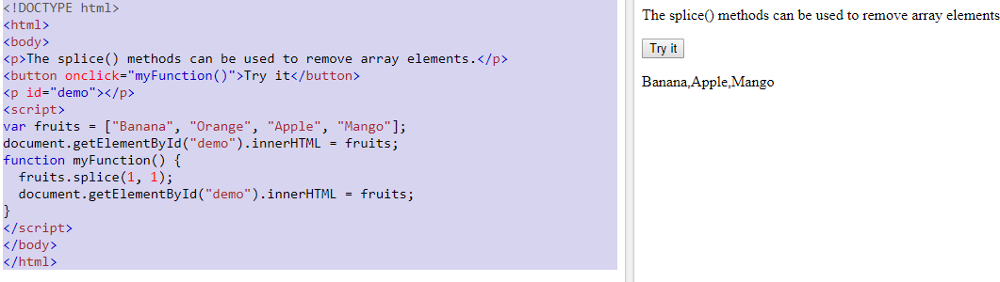 <!DOCTYPE html>
<html>
<body>
<p>The splice() methods can be used to remove array elements.</p>
<button onclick="myFunction()">Try it</button>
<p id="demo"></p>
<script>
var fruits = ["Banana", "Orange", "Apple", "Mango"];
document.getElementById("demo").innerHTML = fruits;
function myFunction() {
  fruits.splice(1, 1);
  document.getElementById("demo").innerHTML = fruits;
}
</script>
</body>
</html>
The splice() methods can be used to remove array elements
Try it
Banana,Apple,Mango